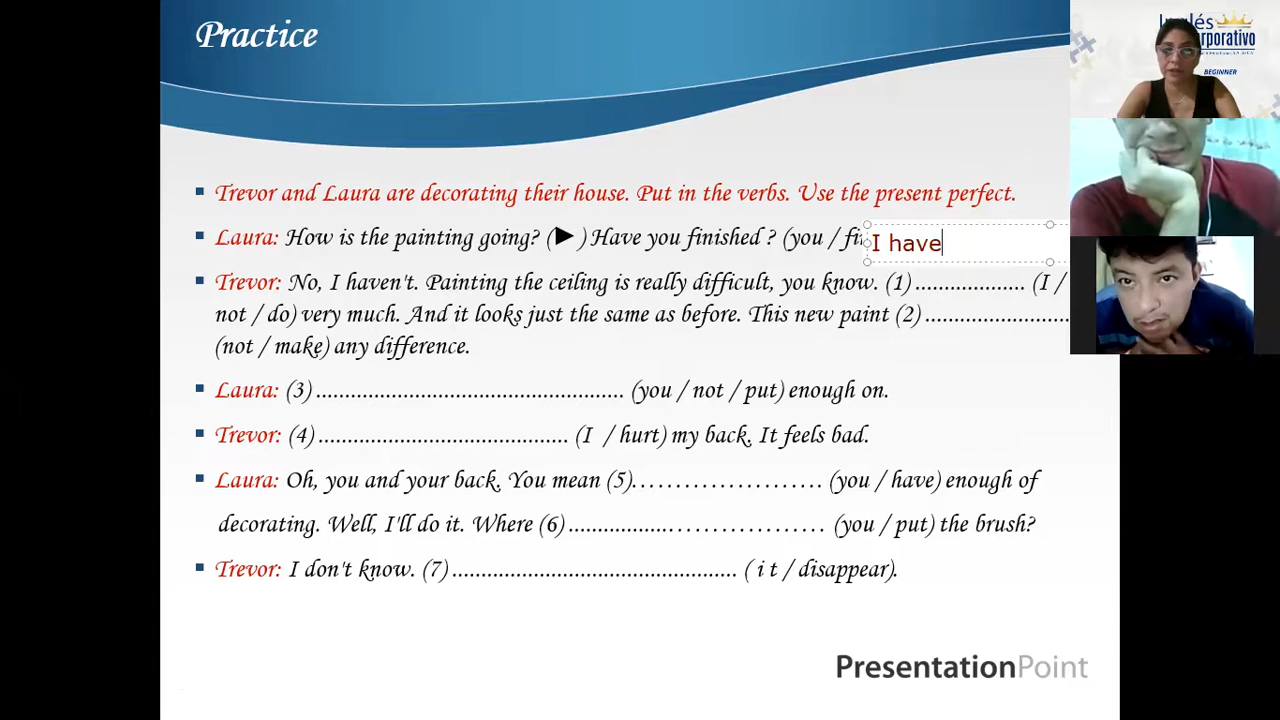 Practice
Inglés
orporativo
BEGINNER
Trevor and Laura are decorating their house. Put in the verbs. Use the present perfect.
Laura: How is the painting going? (► ) Have you finished ? (you / fi
I have
Trevor: No, I haven't. Painting the ceiling is really difficult, you know. (1) ................... (I /
not / do) very much. And it looks just the same as before. This new paint (2) .........................
(not / make) any difference.
Laura: (3) ..................................................... (you / not / put) enough on.
Trevor: (4) ........................................... (I / hurt) my back. It feels bad.
Laura: Oh, you and your back. You mean (5)…………………. (you / have) enough of
decorating. Well, I'll do it. Where (6) .................……………… (you / put) the brush?
Trevor: I don't know. (7) ................................................. ( i t / disappear).
PresentationPoint